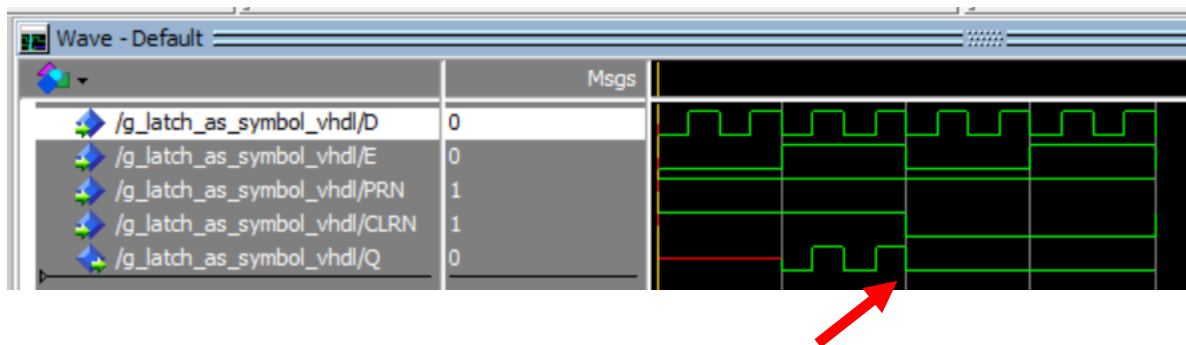 Wave - Default
Msgs
/g_latch_as_symbol_vhdl/D 0
/g_latch_as_symbol_vhdl/E 0
/g_latch_as_symbol_vhdl/PRN 1
/g_latch_as_symbol_vhdl/CLRN 1
/g_latch_as_symbol_vhdl/Q 0